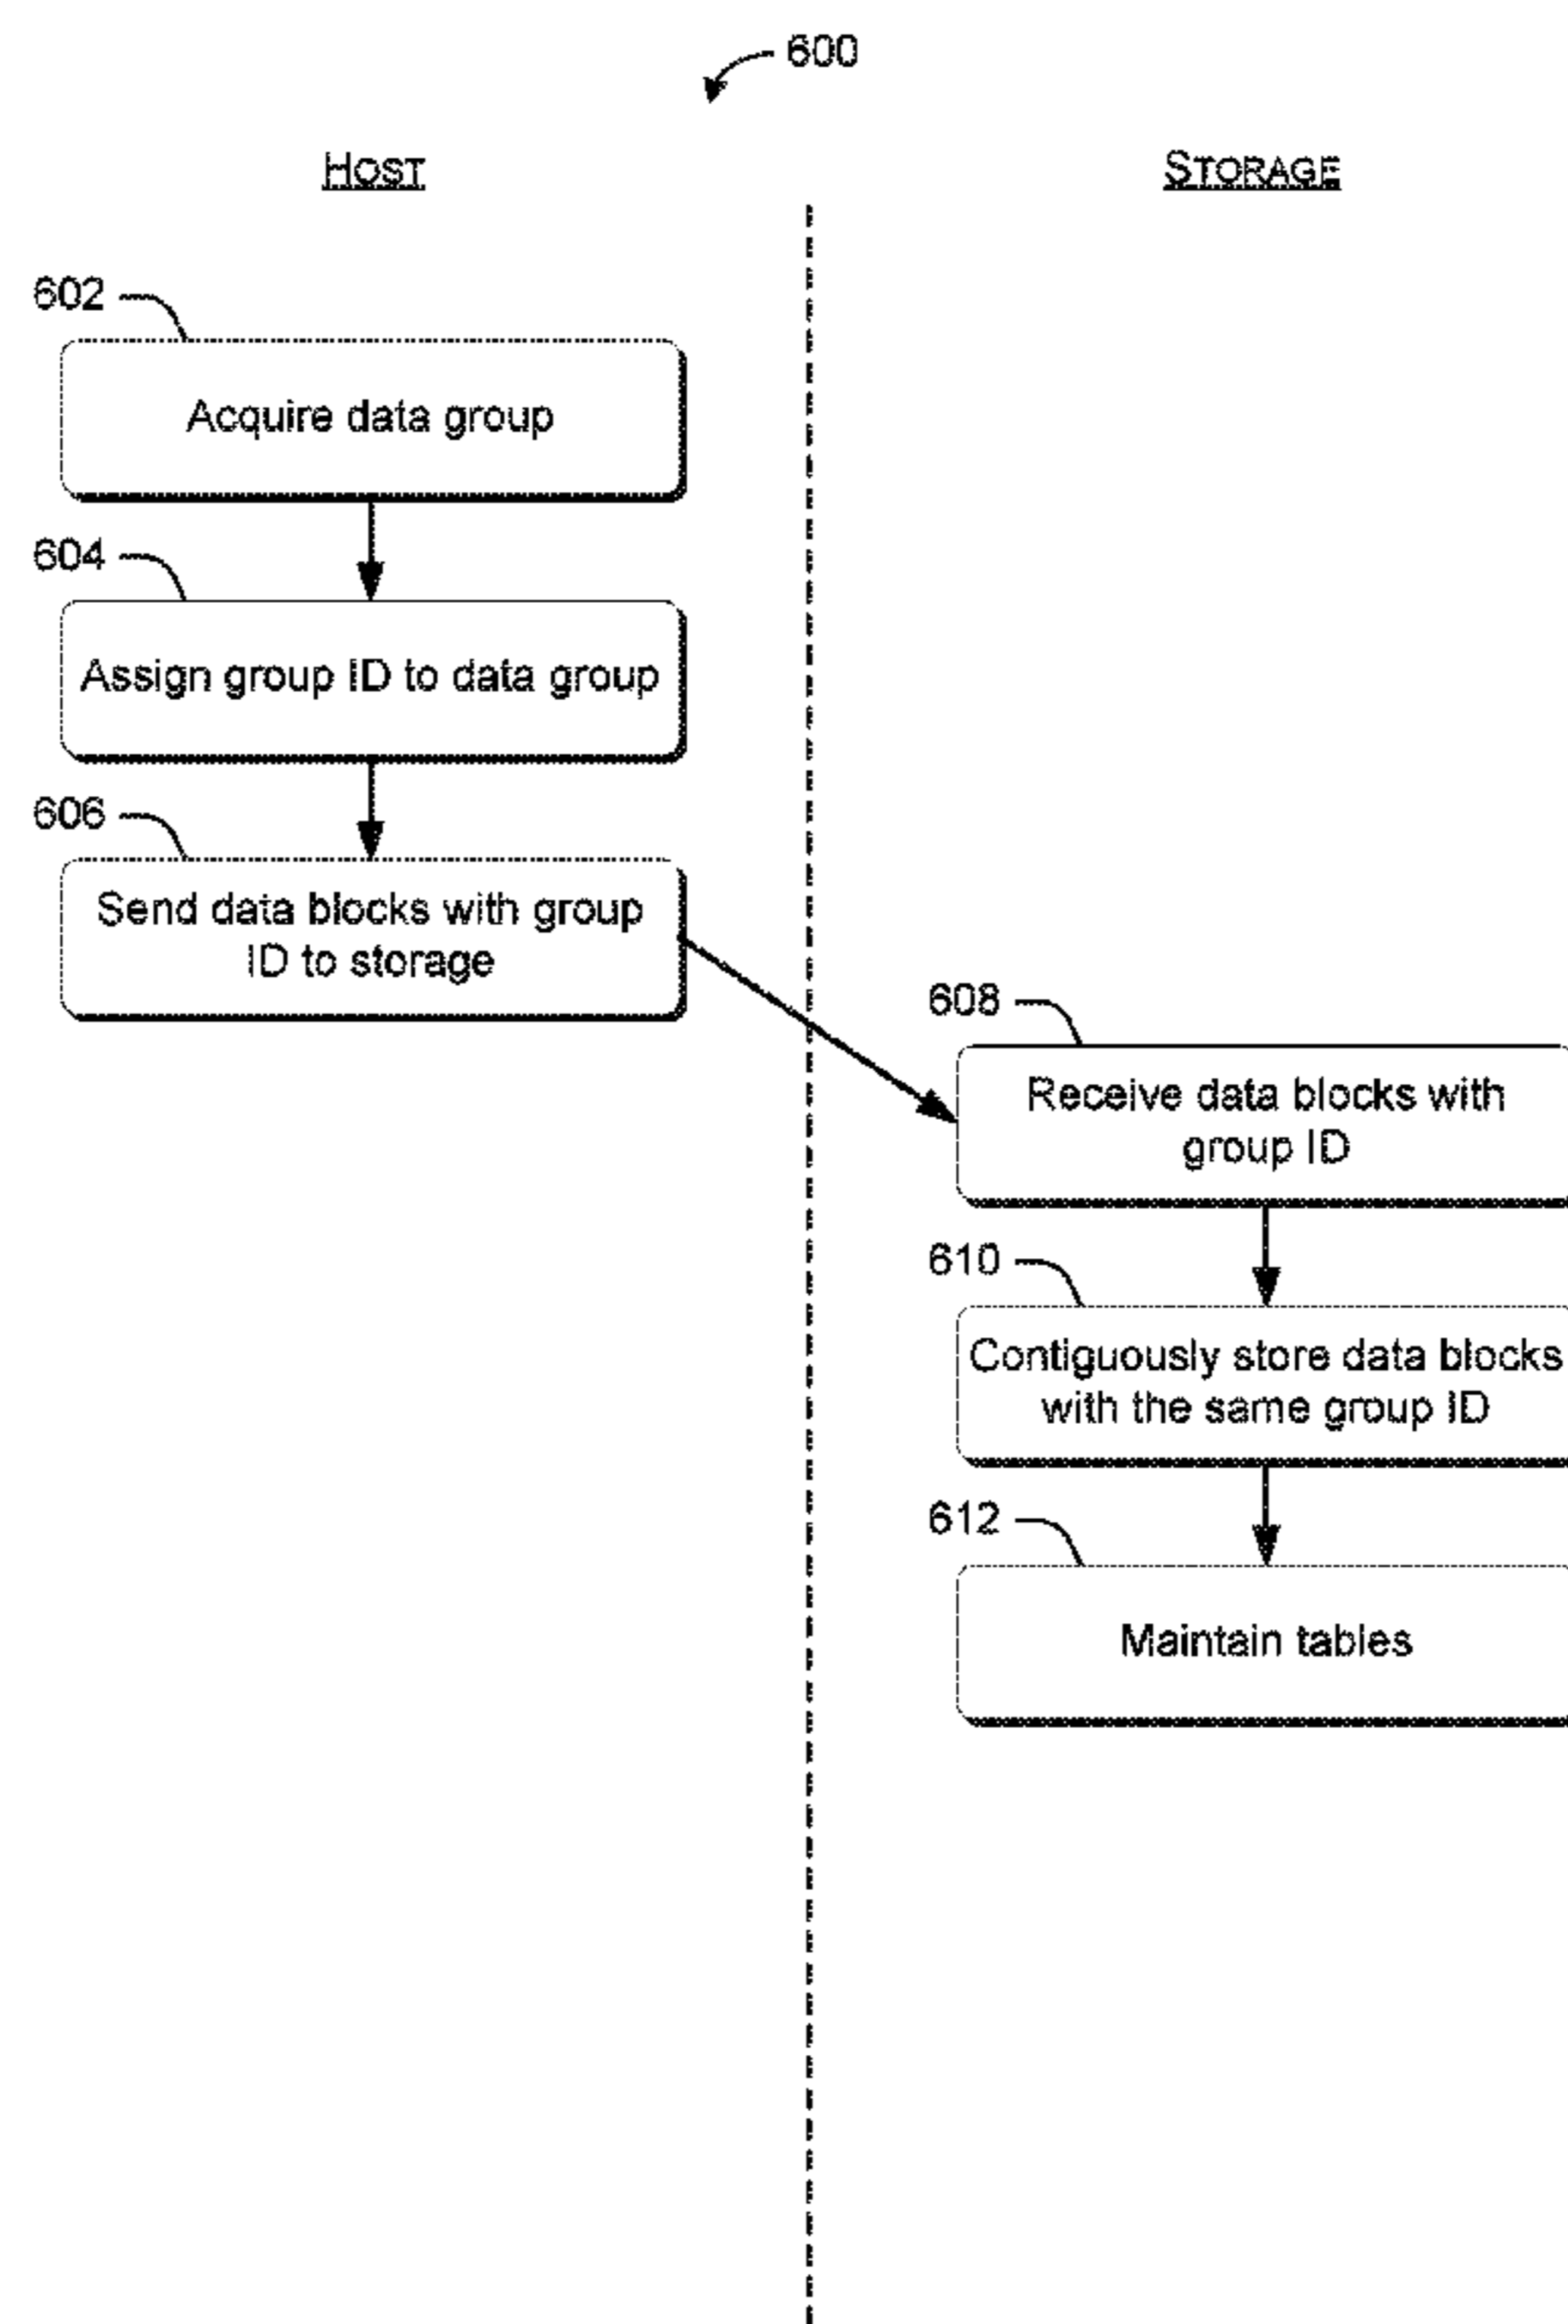 600
HOST
STORAGE
602
Acquire data group
604
Assign group ID to data group
606
Send data blocks with group
ID to storage
608
Receive data blocks with
group ID
610
Contiguously store data blocks
with the same group ID
612
Maintain tables